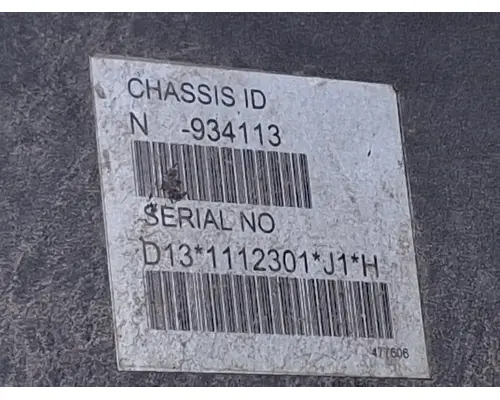 CHASSIS ID
N -934113
SERIAL NO
D13*1112301*J1*H
477606